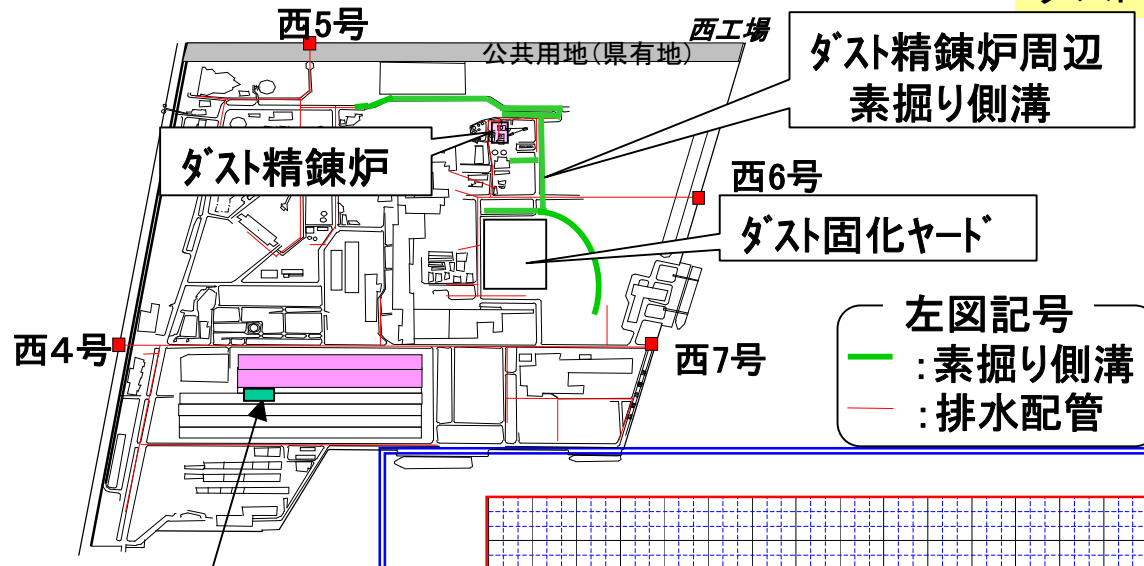 西5号
西工場
公共用地(県有地)
ダスト精錬炉周辺
素掘り側溝
ダスト精錬炉
西6号
ダスト固化ヤード
左図記号
:素掘り側溝
:排水配管
西4号
西7号